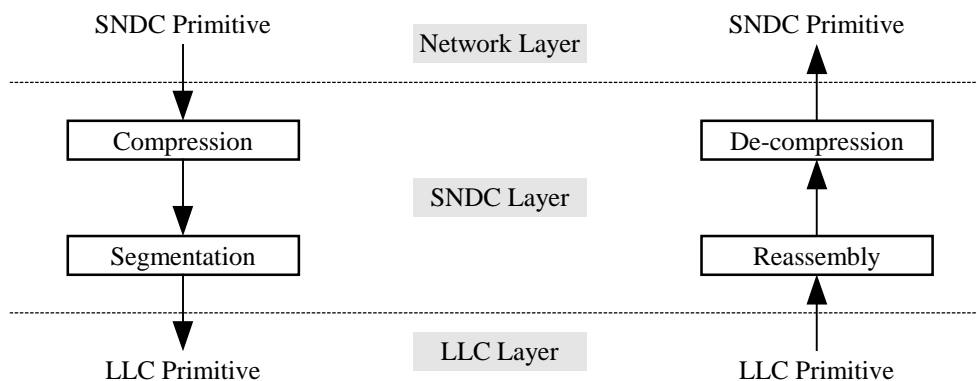 SNDC Primitive
Network Layer
SNDC Primitive
Compression
De-compression
SNDC Layer
Segmentation
Reassembly
LLC Layer
LLC Primitive
LLC Primitive